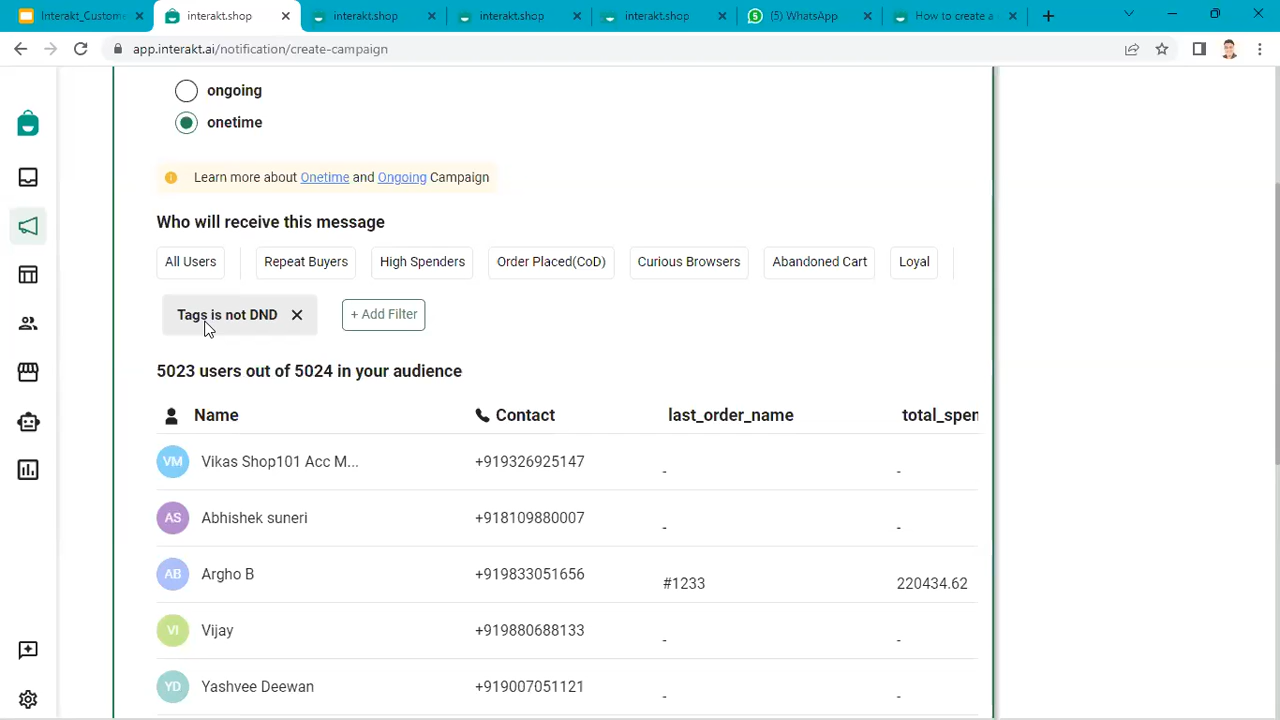 Interakt_Custome
interakt.shop
interakt.shop
interakt.shop
interakt.shop
(5) WhatsApp
How to create a
app.interakt.ai/notification/create-campaign
ongoing
onetime
Learn more about Onetime and Ongoing Campaign
Who will receive this message
All Users
Repeat Buyers
High Spenders
Order Placed(CoD)
Curious Browsers
Abandoned Cart
Loyal
Tags is not DND
+ Add Filter
5023 users out of 5024 in your audience
Name Contact last_order_name total_spen
VM Vikas Shop101 Acc M... +919326925147 - -
AS Abhishek suneri +918109880007 - -
AB Argho B +919833051656 #1233 220434.62
VI Vijay +919880688133 - -
YD Yashvee Deewan +919007051121 - -